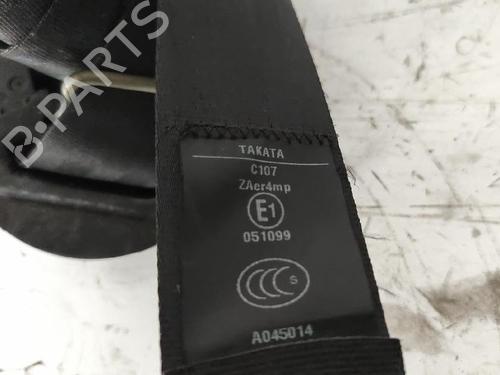 B-PARTS
TAKATA
C107
ZAer4mp
E1
051099
CCC S
A045014